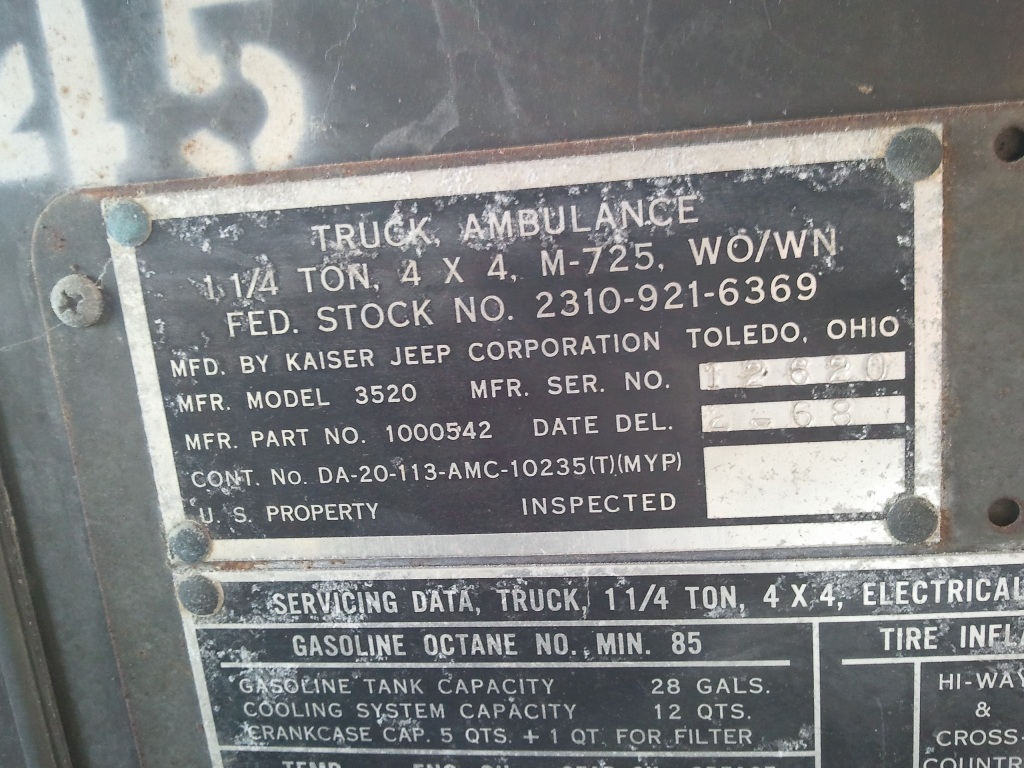 15
TRUCK, AMBULANCE
1 1/4 TON, 4 X 4, M-725, WO/WN
FED. STOCK NO. 2310-921-6369
MFD. BY KAISER JEEP CORPORATION TOLEDO, OHIO
MFR. MODEL 3520 MFR. SER. NO. 12620
MFR. PART NO. 1000542 DATE DEL. 2-68
CONT. NO. DA-20-113-AMC-10235(T)(MYP)
U. S. PROPERTY INSPECTED
SERVICING DATA, TRUCK, 1 1/4 TON, 4 X 4, ELECTRICAL
GASOLINE OCTANE NO. MIN. 85
TIRE INFL
GASOLINE TANK CAPACITY 28 GALS.
COOLING SYSTEM CAPACITY 12 QTS.
CRANKCASE CAP. 5 QTS. + 1 QT. FOR FILTER
HI-WAY
&
CROSS-
COUNTR